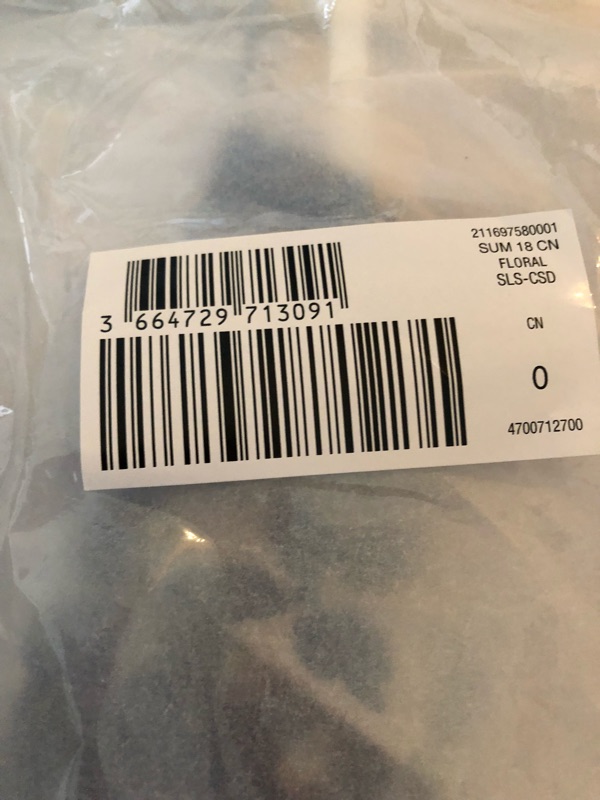 3 664729 713091
211697580001
SUM 18 CN
FLORAL
SLS-CSD
CN
0
4700712700